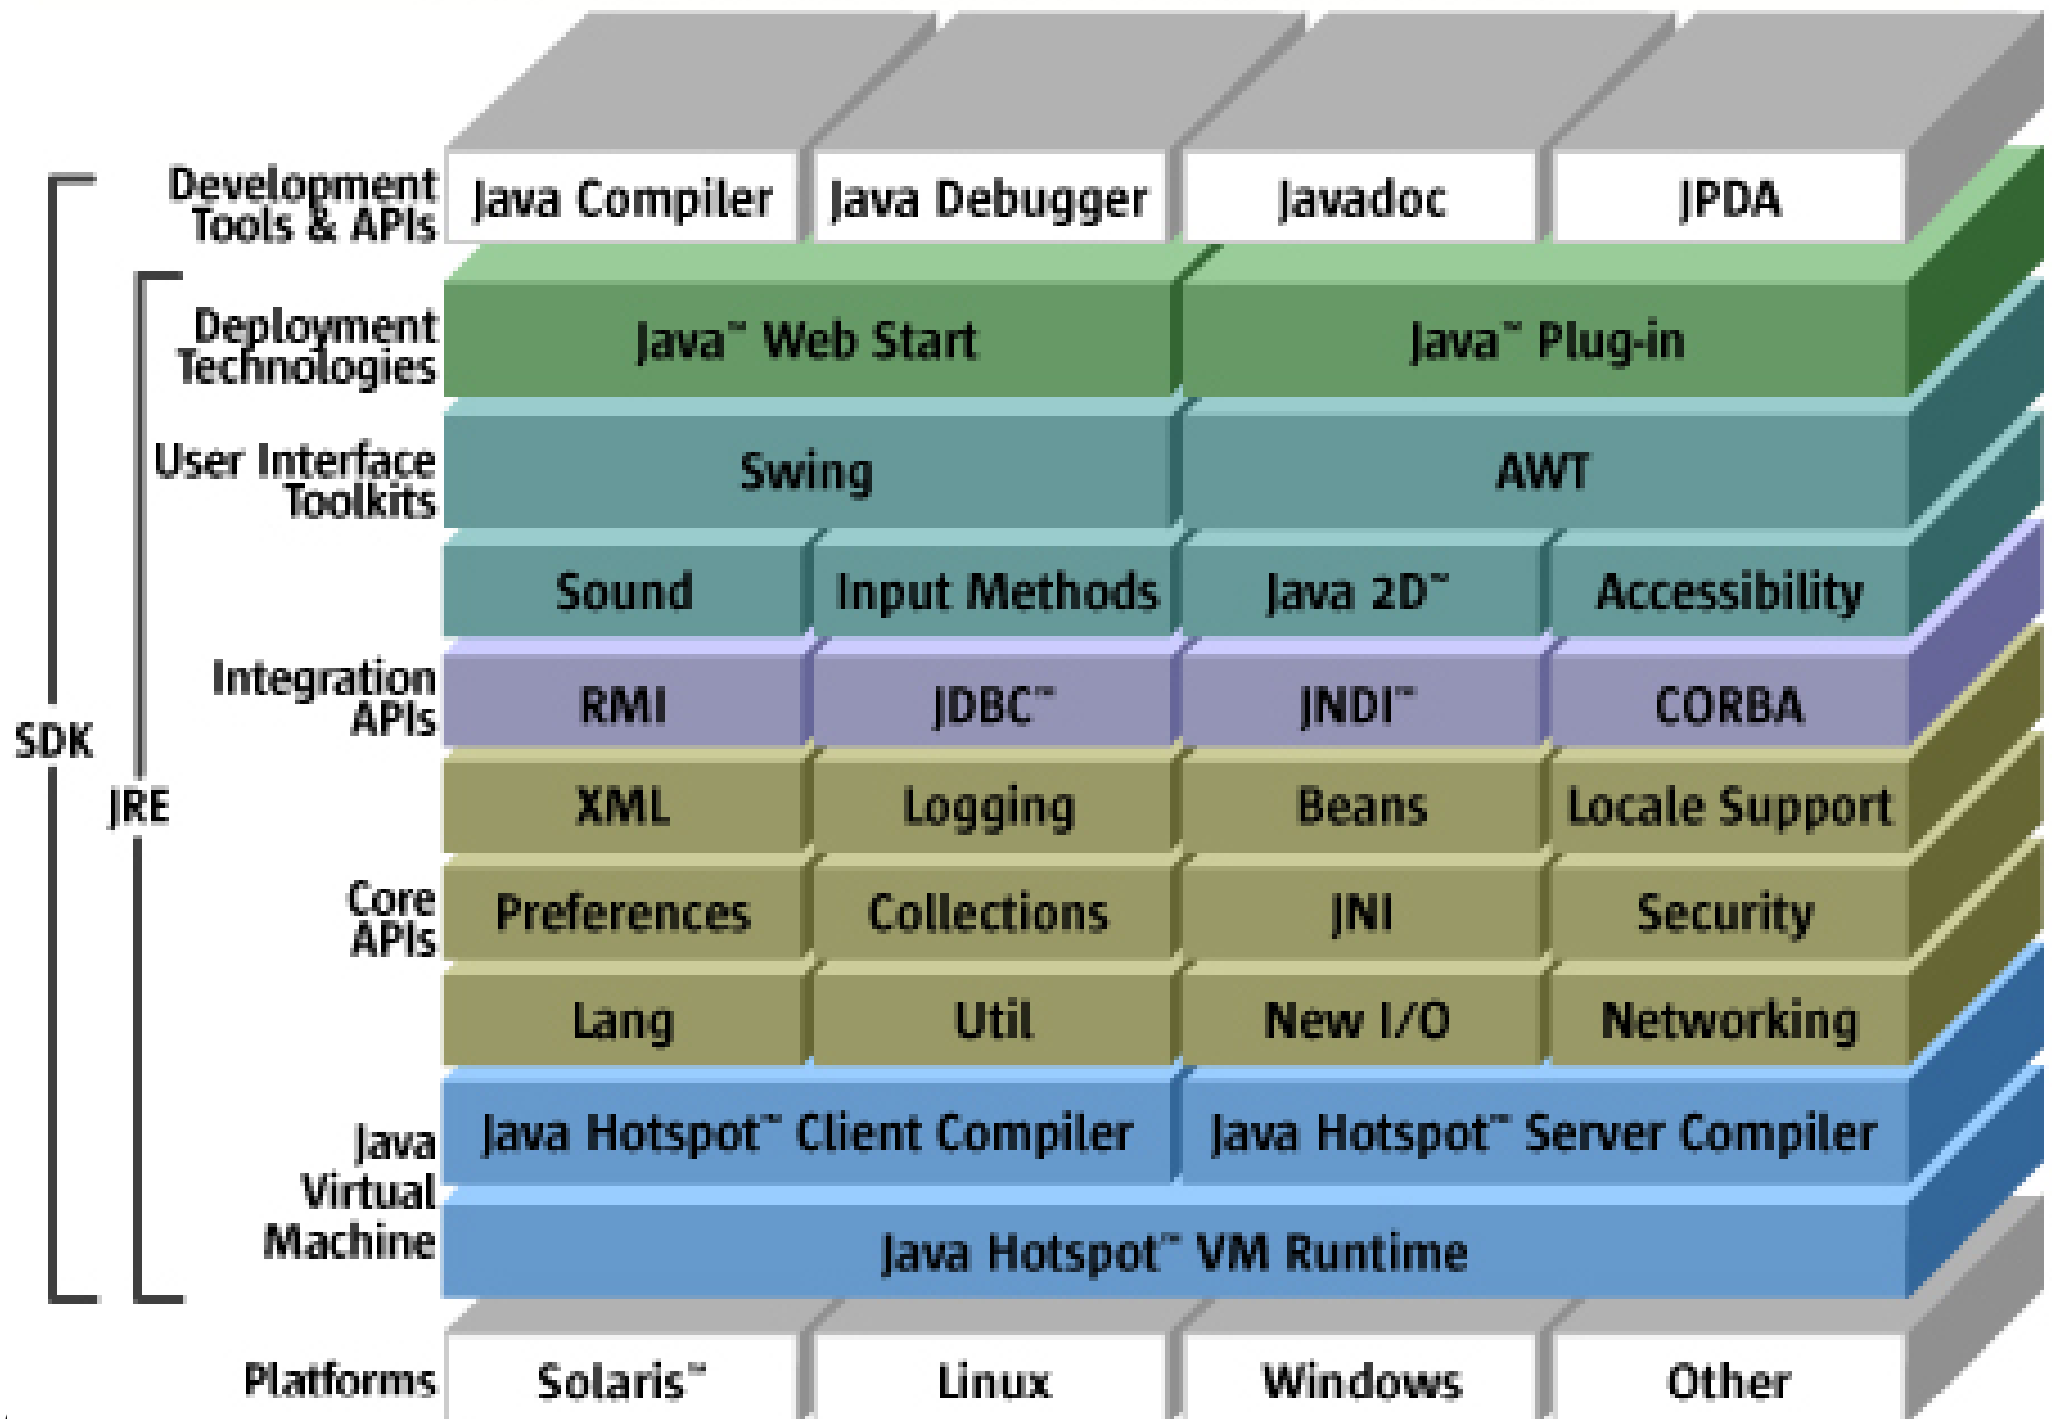 Development
Tools & APIs
Java Compiler
Java Debugger
Javadoc
JPDA
Deployment
Technologies
Java™ Web Start
Java™ Plug-in
User Interface
Toolkits
Swing
AWT
Sound
Input Methods
Java 2D™
Accessibility
Integration
APIs
RMI
JDBC™
JNDI™
CORBA
SDK
JRE
XML
Logging
Beans
Locale Support
Core
APIs
Preferences
Collections
JNI
Security
Lang
Util
New I/O
Networking
Java
Virtual
Machine
Java Hotspot™ Client Compiler
Java Hotspot™ Server Compiler
Java Hotspot™ VM Runtime
Platforms
Solaris™
Linux
Windows
Other